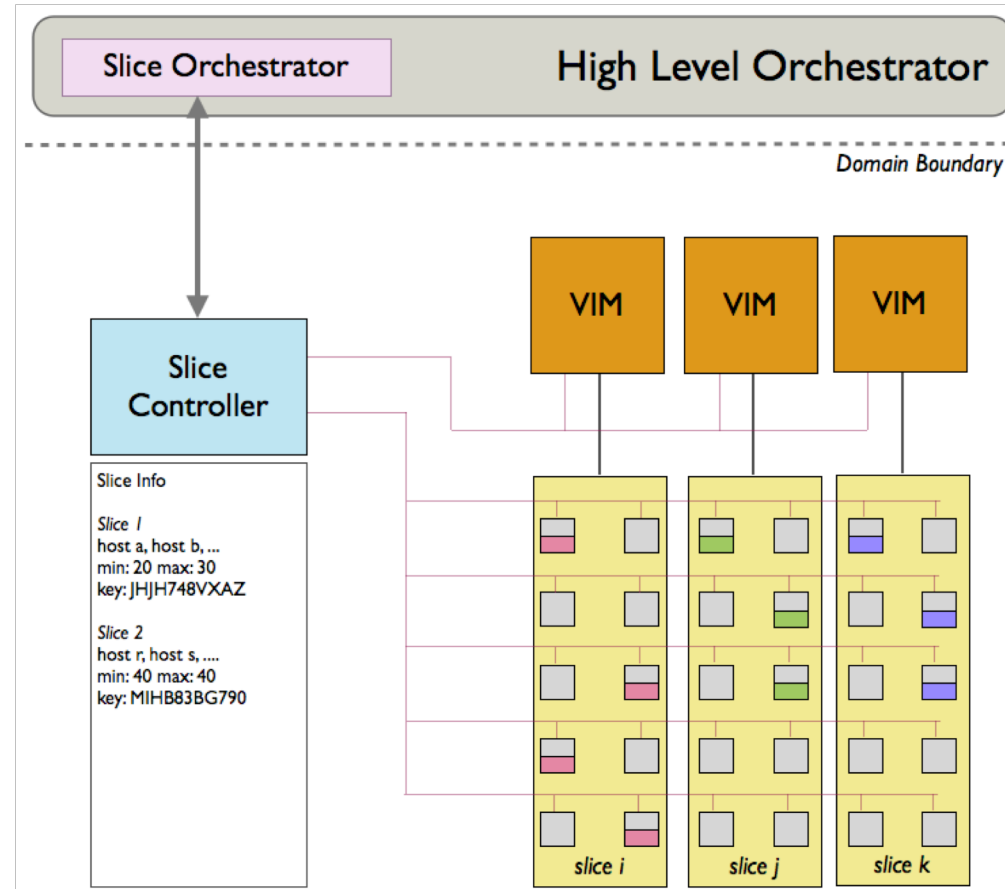 Slice Orchestrator
High Level Orchestrator
Domain Boundary
VIM
VIM
VIM
Slice
Controller
Slice Info
Slice 1
host a, host b, ...
min: 20 max: 30
key: JHJH748VXAZ
Slice 2
host r, host s, ....
min: 40 max: 40
key: MIHB83BG790
slice i
slice j
slice k